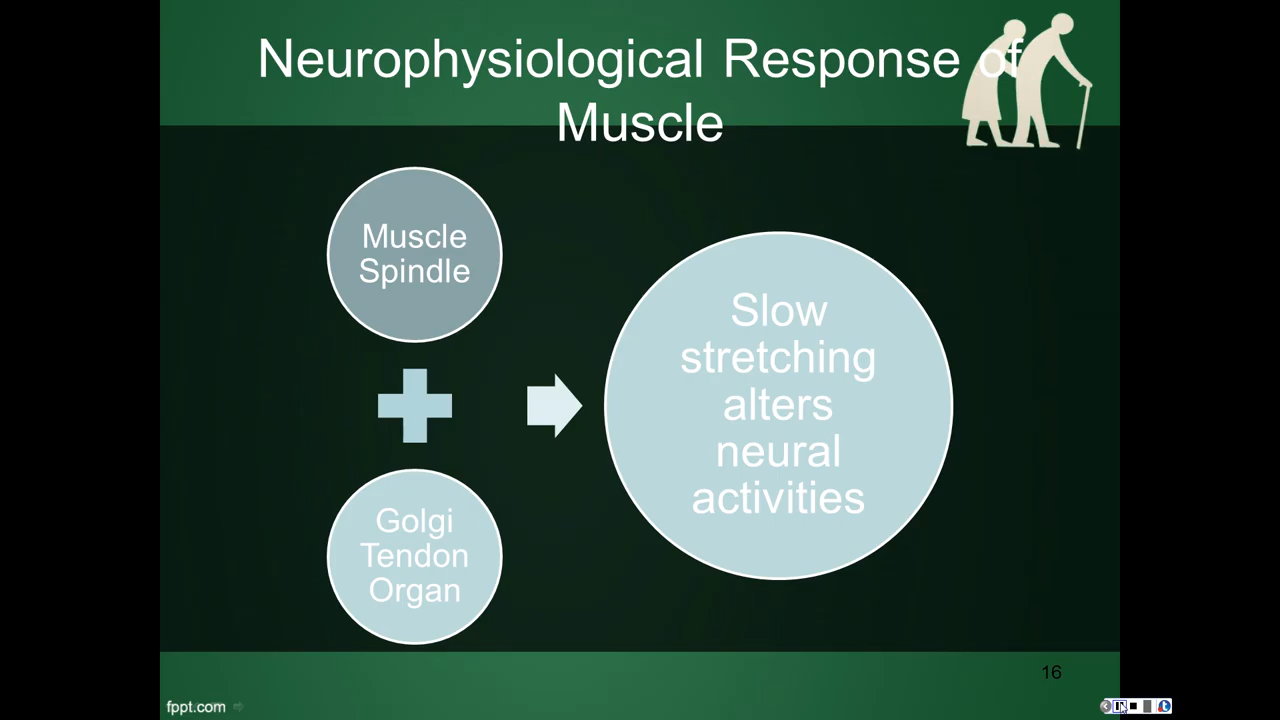 Neurophysiological Response of
Muscle
Muscle
Spindle
Golgi
Tendon
Organ
Slow
stretching
alters
neural
activities
16
fppt.com